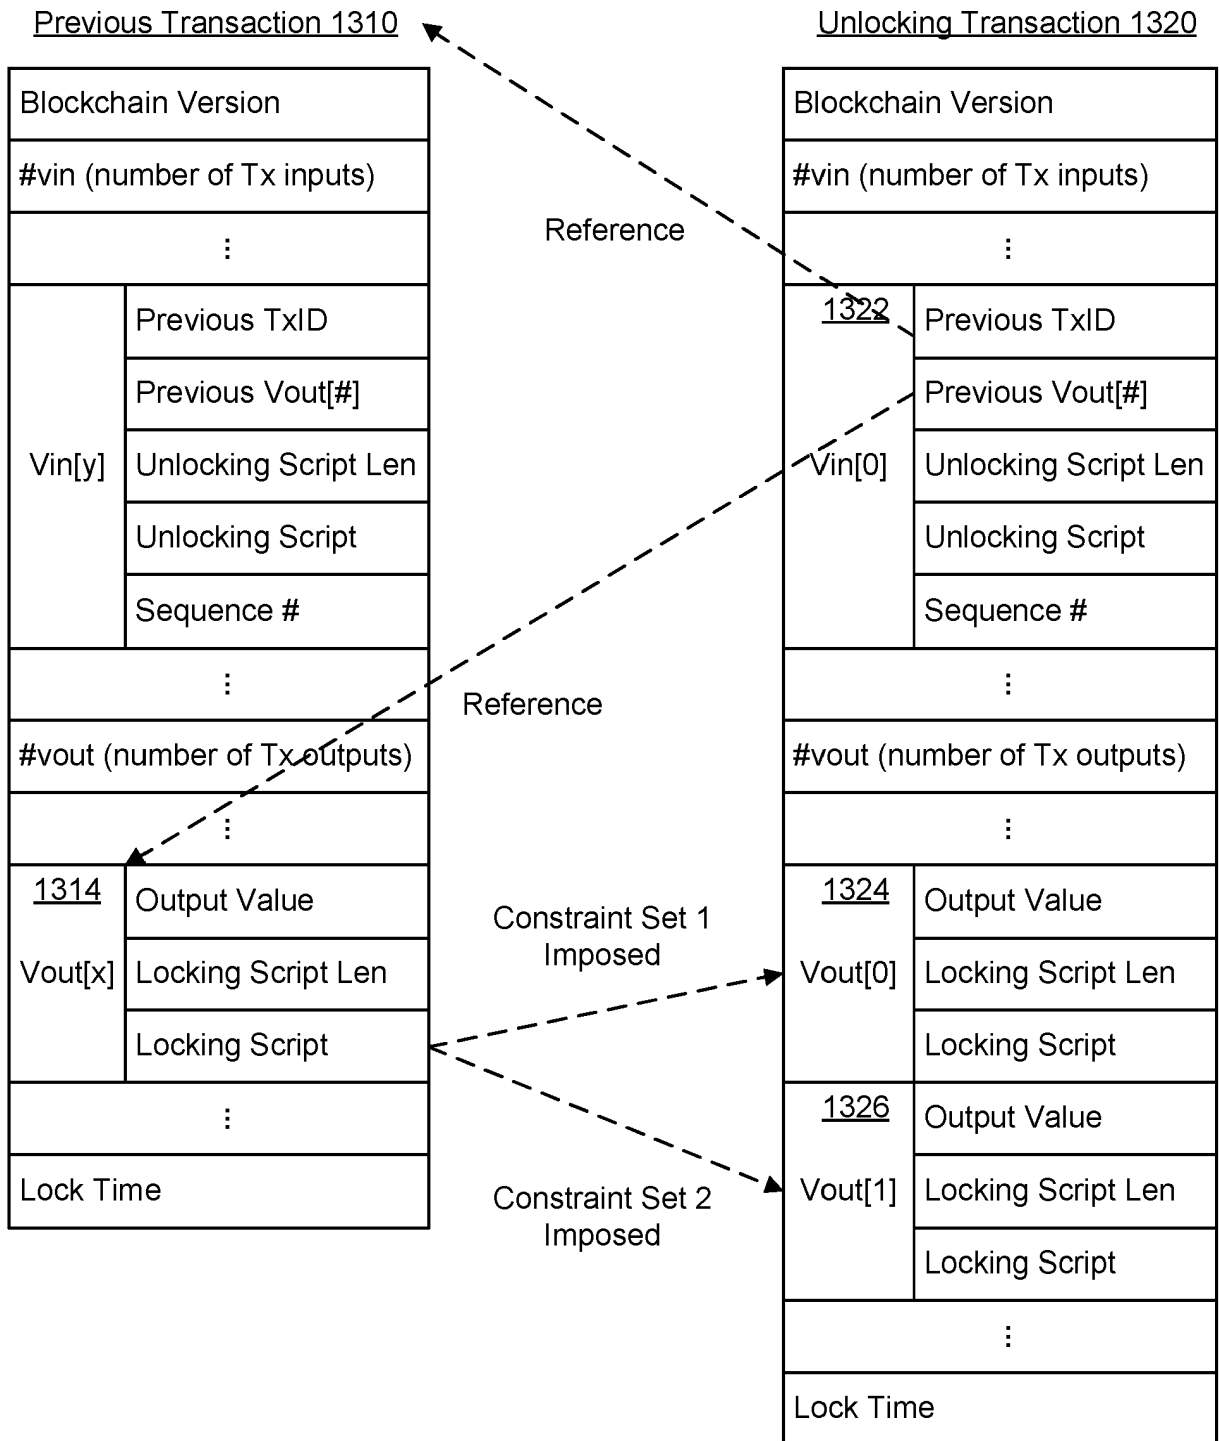 Previous Transaction 1310
Blockchain Version
#vin (number of Tx inputs)
⋮
Vin[y]
Previous TxID
Previous Vout[#]
Unlocking Script Len
Unlocking Script
Sequence #
⋮
#vout (number of Tx outputs)
⋮
1314
Vout[x]
Output Value
Locking Script Len
Locking Script
⋮
Lock Time
Reference
Reference
Constraint Set 1
Imposed
Constraint Set 2
Imposed
Unlocking Transaction 1320
Blockchain Version
#vin (number of Tx inputs)
⋮
1322
Vin[0]
Previous TxID
Previous Vout[#]
Unlocking Script Len
Unlocking Script
Sequence #
⋮
#vout (number of Tx outputs)
⋮
1324
Vout[0]
Output Value
Locking Script Len
Locking Script
1326
Vout[1]
Output Value
Locking Script Len
Locking Script
⋮
Lock Time